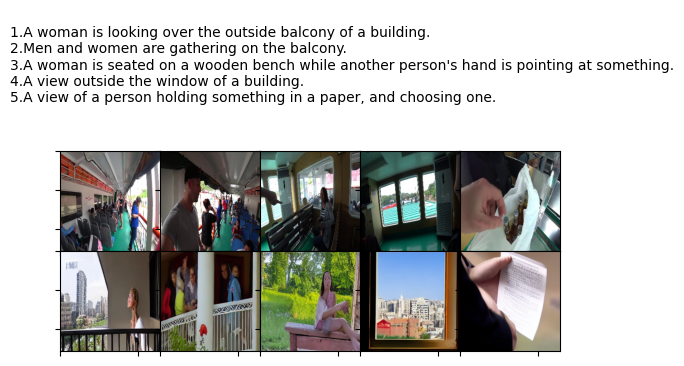 1.A woman is looking over the outside balcony of a building.
2.Men and women are gathering on the balcony.
3.A woman is seated on a wooden bench while another person's hand is pointing at something.
4.A view outside the window of a building.
5.A view of a person holding something in a paper, and choosing one.